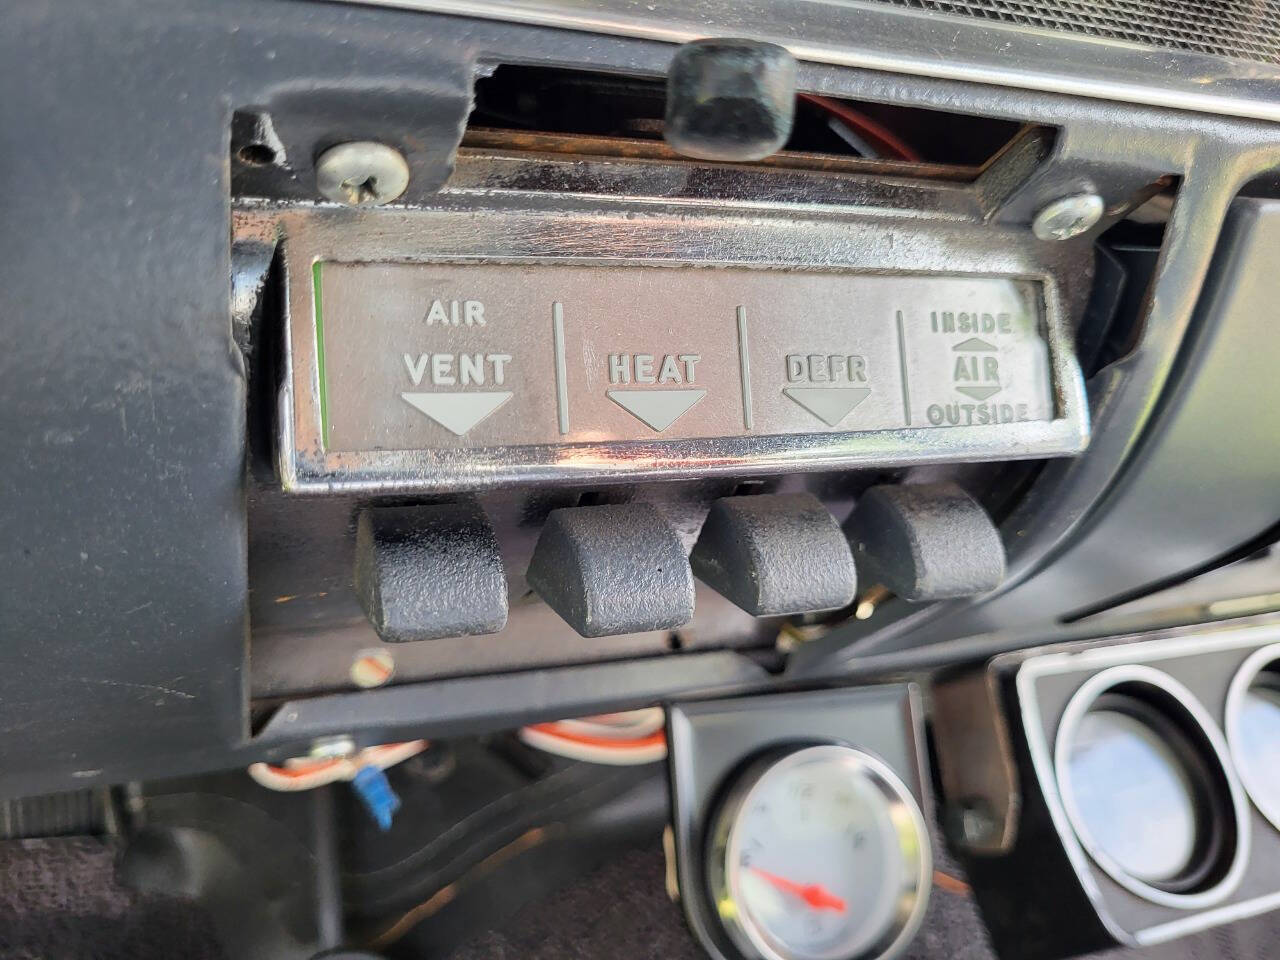 AIR
VENT
HEAT
DEFR
INSIDE
AIR
OUTSIDE